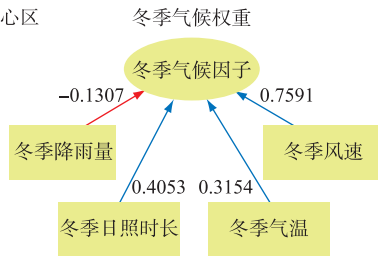 心区
冬季气候权重
冬季气候因子
−0.1307
0.7591
冬季降雨量
冬季风速
0.4053
0.3154
冬季日照时长
冬季气温